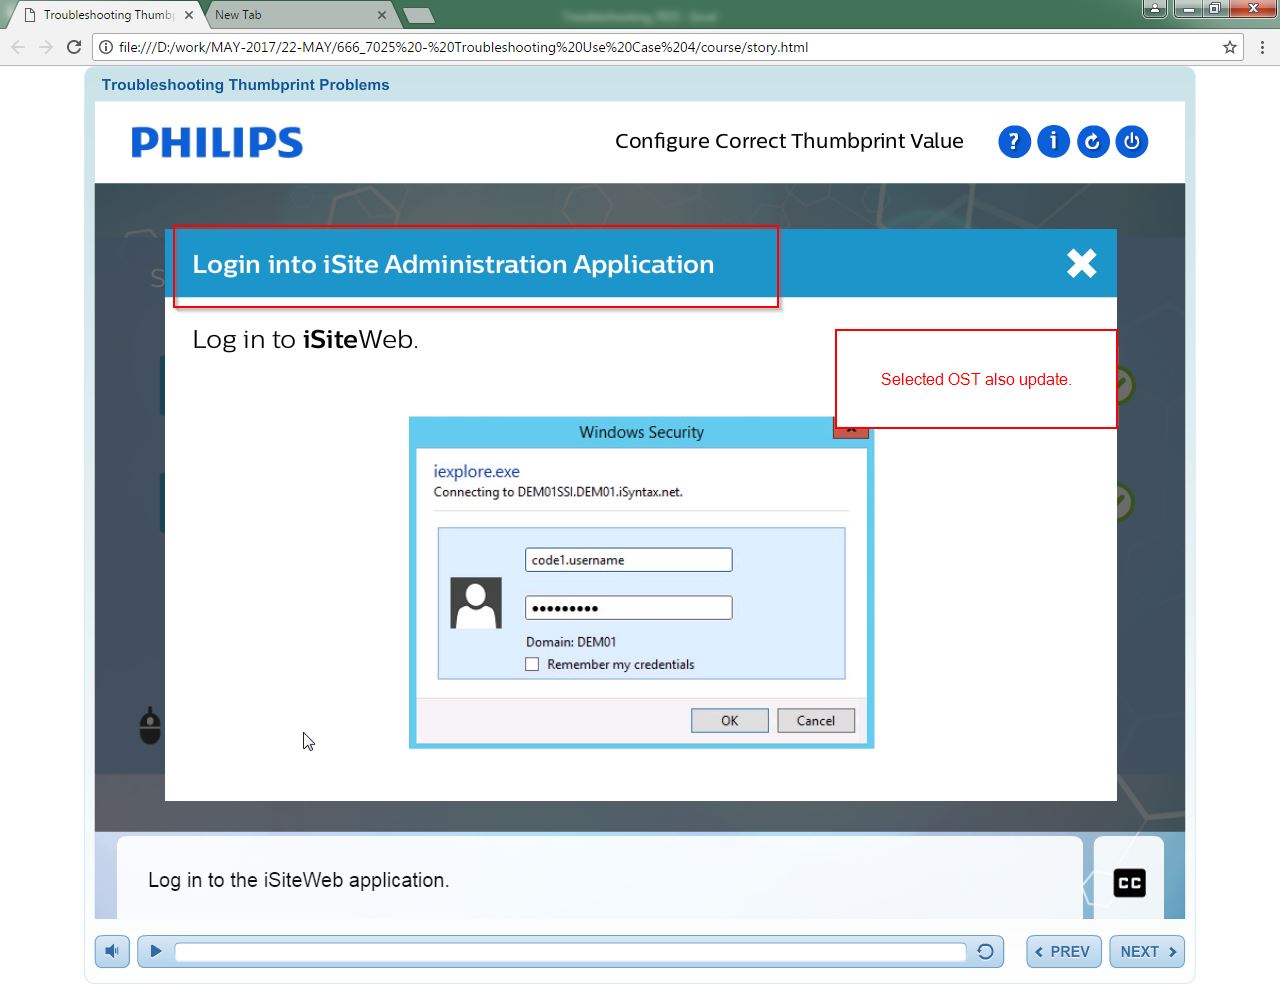 Troubleshooting Thumbp
New Tab
file:///D:/work/MAY-2017/22-MAY/666_7025%20-%20Troubleshooting%20Use%20Case%204/course/story.html
Troubleshooting Thumbprint Problems
PHILIPS
Configure Correct Thumbprint Value
Login into iSite Administration Application
Log in to iSiteWeb.
Selected OST also update.
Windows Security
iexplore.exe
Connecting to DEM01SSI.DEM01.iSyntax.net.
code1.username
Domain: DEM01
Remember my credentials
OK
Cancel
Log in to the iSiteWeb application.
CC
PREV
NEXT